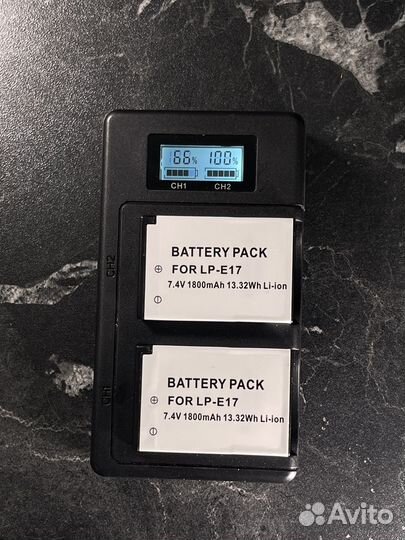 66% 100%
CH1 CH2
CH2
BATTERY PACK
FOR LP-E17
7.4V 1800mAh 13.32Wh Li-ion
Ch1
BATTERY PACK
FOR LP-E17
7.4V 1800mAh 13.32Wh Li-ion
Avito